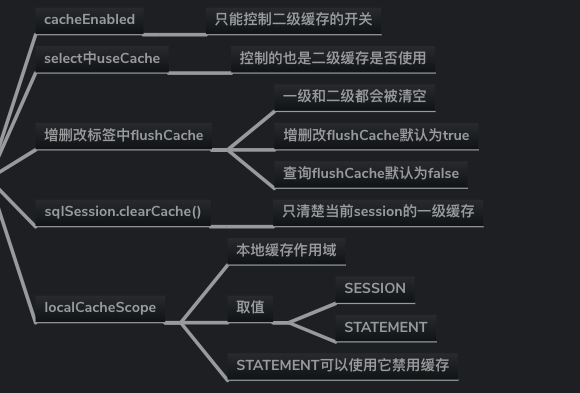 cacheEnabled
只能控制二级缓存的开关
select中useCache
控制的也是二级缓存是否使用
增删改标签中flushCache
一级和二级都会被清空
增删改flushCache默认为true
查询flushCache默认为false
sqlSession.clearCache()
只清楚当前session的一级缓存
localCacheScope
本地缓存作用域
取值
SESSION
STATEMENT
STATEMENT可以使用它禁用缓存